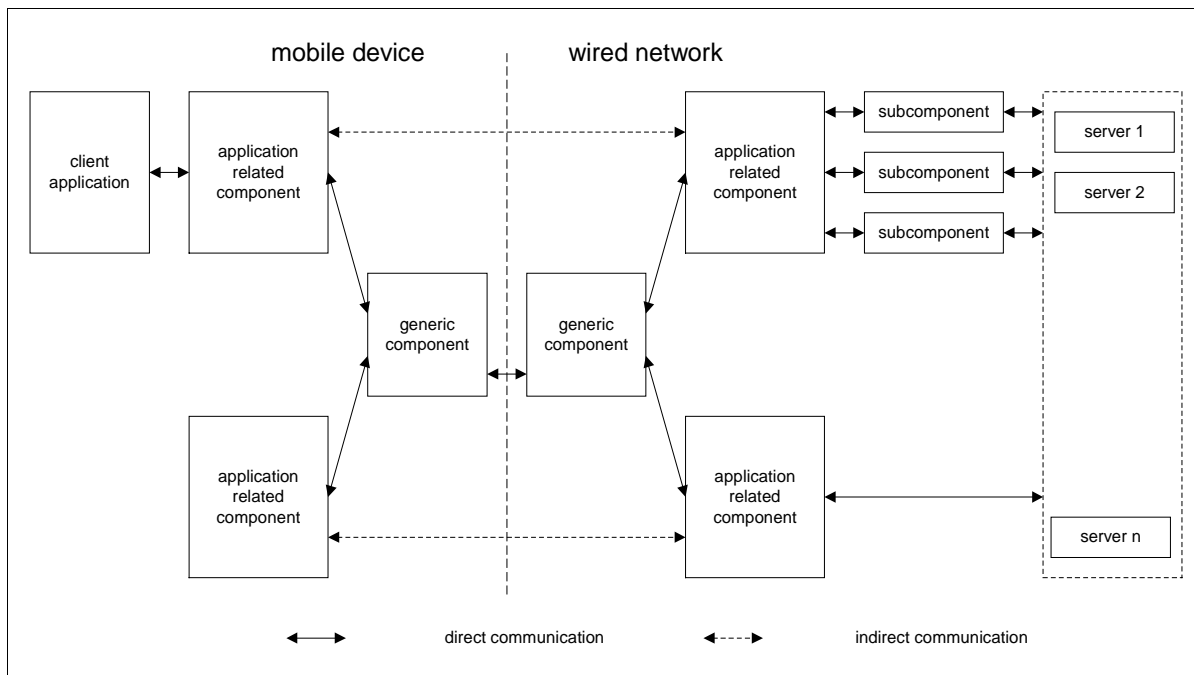 mobile device
wired network
client
application
application
related
component
application
related
component
subcomponent
subcomponent
subcomponent
server 1
server 2
generic
component
generic
component
application
related
component
application
related
component
server n
direct communication
indirect communication